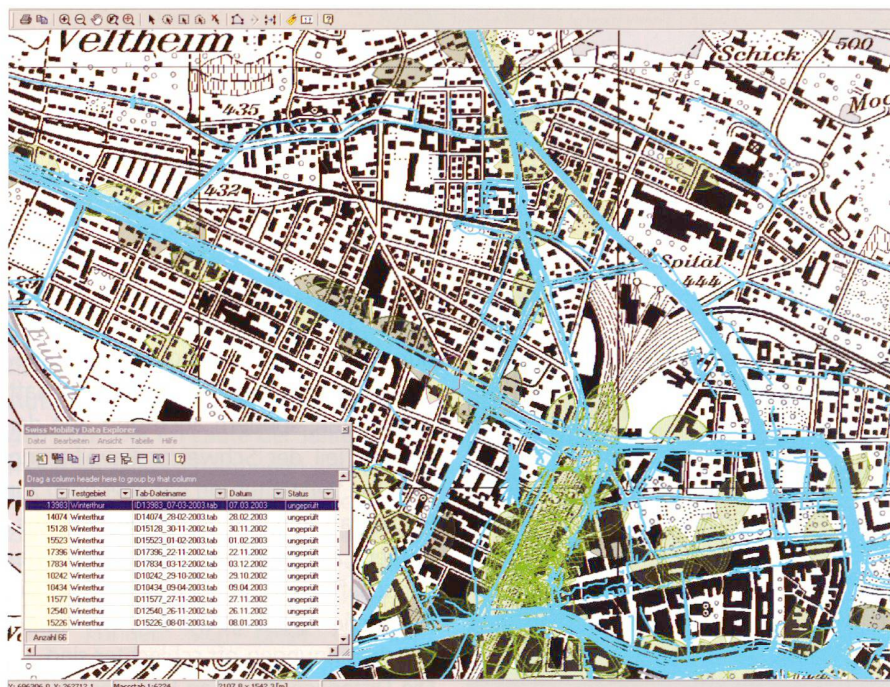 Veltheim
Schick
500
435
432
Spital
444
Eulach
Swiss Mobility Data Explorer
Datei Bearbeiten Ansicht Tabelle Hilfe
Drag a column header here to group by that column
ID Testgebiet Tab-Dateiname Datum Status
13983 Winterthur ID13983_07-03-2003.tab 07.03.2003 ungeprüft
14074 Winterthur ID14074_28-02-2003.tab 28.02.2003 ungeprüft
15128 Winterthur ID15128_30-11-2002.tab 30.11.2002 ungeprüft
15523 Winterthur ID15523_01-02-2003.tab 01.02.2003 ungeprüft
17396 Winterthur ID17396_22-11-2002.tab 22.11.2002 ungeprüft
17834 Winterthur ID17834_03-12-2002.tab 03.12.2002 ungeprüft
10242 Winterthur ID10242_29-10-2002.tab 29.10.2002 ungeprüft
10434 Winterthur ID10434_09-04-2003.tab 09.04.2003 ungeprüft
11577 Winterthur ID11577_27-11-2002.tab 27.11.2002 ungeprüft
12540 Winterthur ID12540_26-11-2002.tab 26.11.2002 ungeprüft
15226 Winterthur ID15226_08-01-2003.tab 08.01.2003 ungeprüft
Anzahl 66